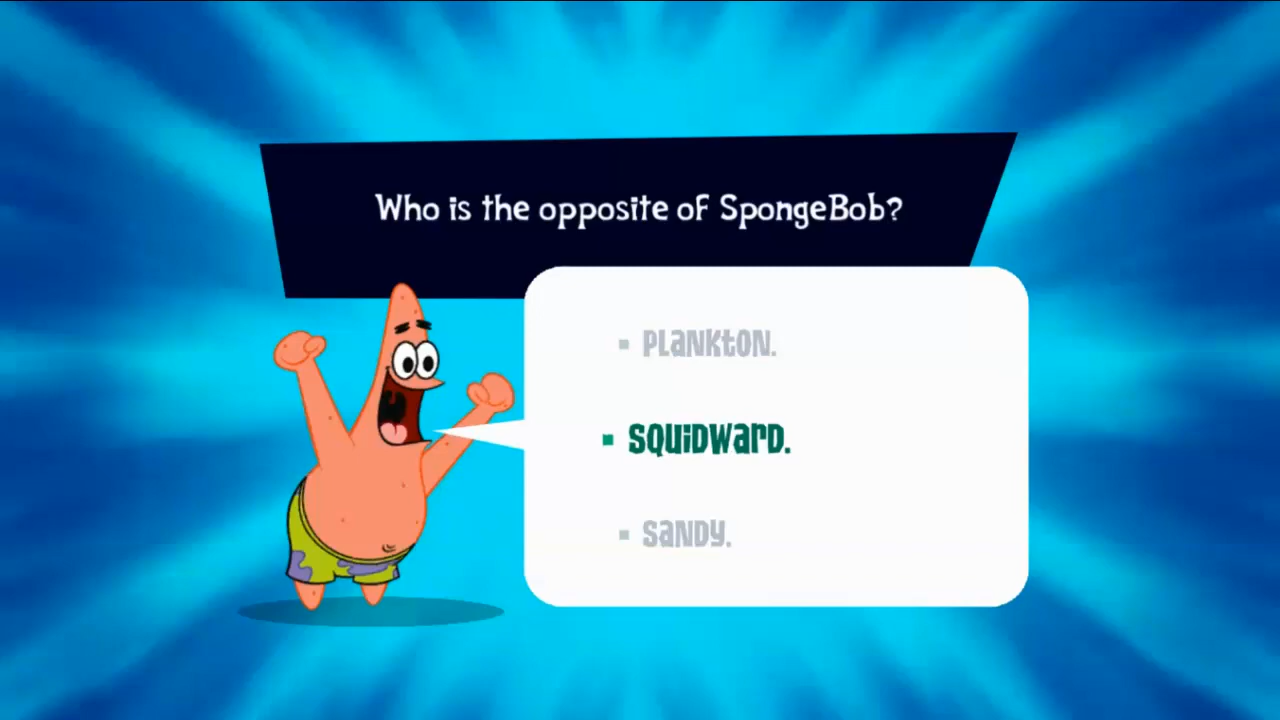 Who is the opposite of SpongeBob?
PLANKTON.
SQUIDWARD.
SANDY.